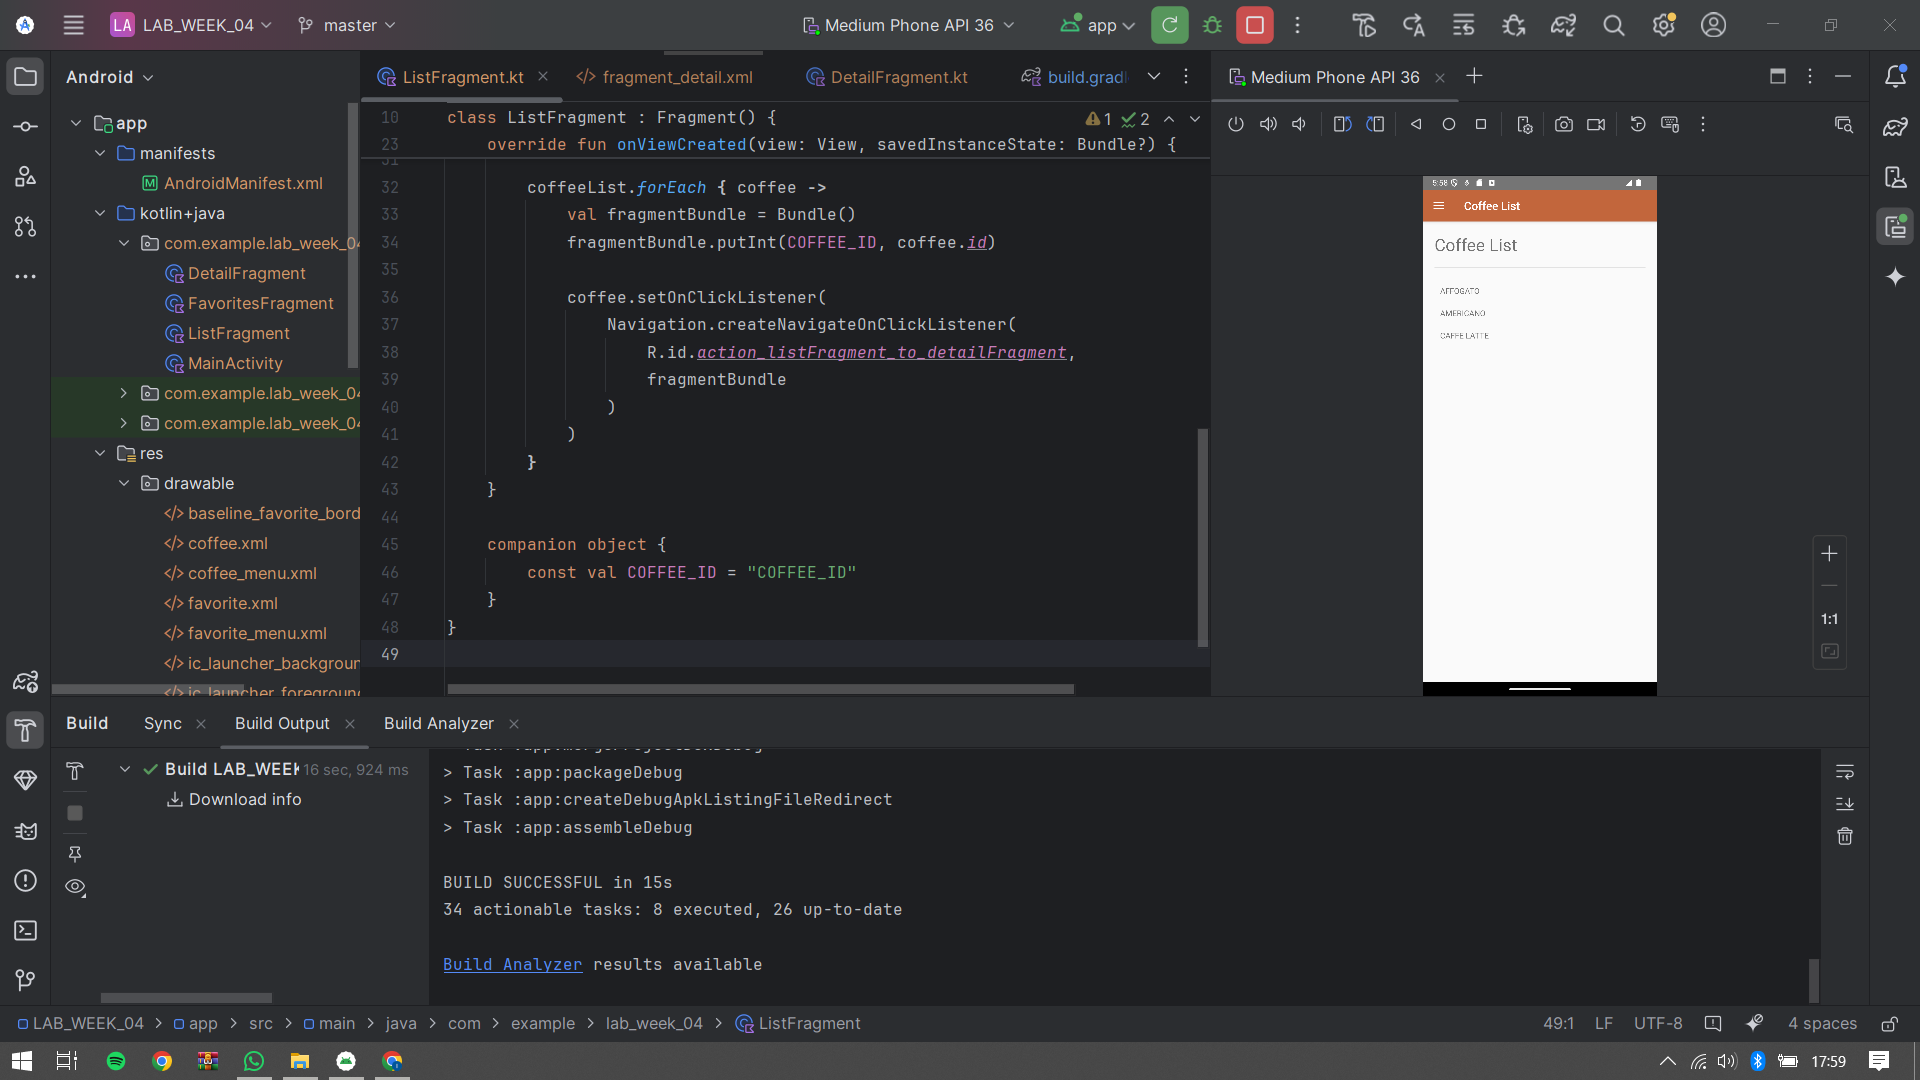 LA LAB_WEEK_04 master Medium Phone API 36 app
Android
ListFragment.kt fragment_detail.xml DetailFragment.kt build.grad
Medium Phone API 36
app
manifests
AndroidManifest.xml
kotlin+java
com.example.lab_week_04
DetailFragment
FavoritesFragment
ListFragment
MainActivity
com.example.lab_week_04
com.example.lab_week_04
res
drawable
baseline_favorite_bord
coffee.xml
coffee_menu.xml
favorite.xml
favorite_menu.xml
ic_launcher_backgroun
ic_launcher_foreground
10 class ListFragment : Fragment() {
1 2
23 override fun onViewCreated(view: View, savedInstanceState: Bundle?) {
31
32 coffeeList.forEach { coffee ->
33 val fragmentBundle = Bundle()
34 fragmentBundle.putInt(COFFEE_ID, coffee.id)
35
36 coffee.setOnClickListener(
37 Navigation.createNavigateOnClickListener(
38 R.id.action_listFragment_to_detailFragment,
39 fragmentBundle
40 )
41 )
42 }
43 }
44
45 companion object {
46 const val COFFEE_ID = "COFFEE_ID"
47 }
48 }
49
5:58
Coffee List
Coffee List
AFFOGATO
AMERICANO
CAFFE LATTE
1:1
Build Sync Build Output Build Analyzer
Build LAB_WEEK 16 sec, 924 ms
Download info
> Task :app:packageDebug
> Task :app:createDebugApkListingFileRedirect
> Task :app:assembleDebug
BUILD SUCCESSFUL in 15s
34 actionable tasks: 8 executed, 26 up-to-date
Build Analyzer results available
LAB_WEEK_04 > app > src > main > java > com > example > lab_week_04 > ListFragment
49:1 LF UTF-8 4 spaces
17:59